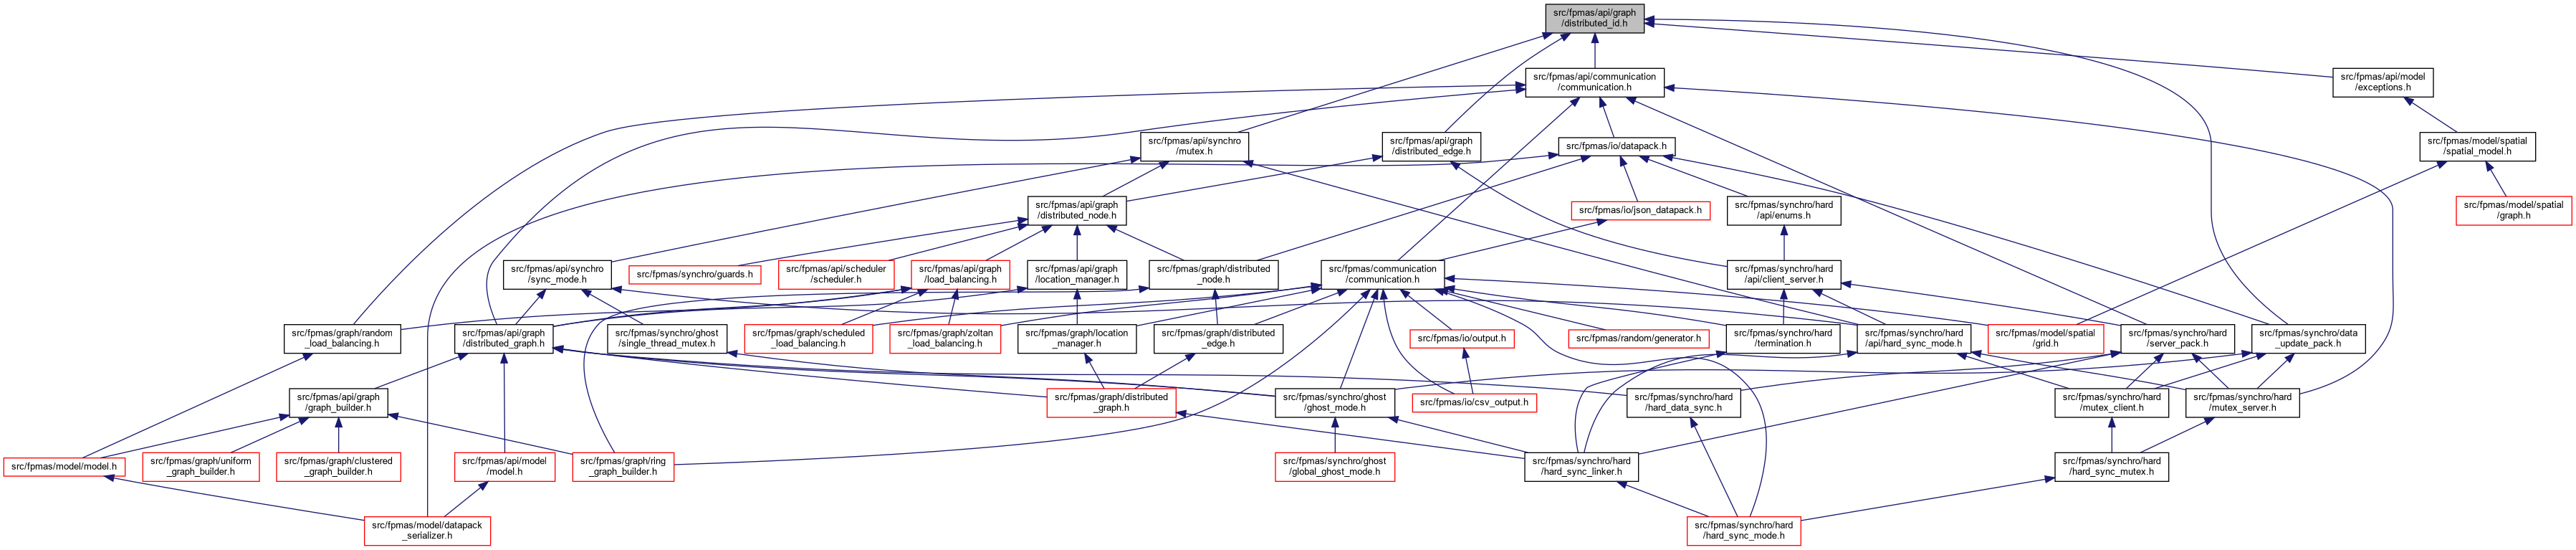 src/fpmas/api/graph
/distributed_id.h
src/fpmas/api/communication
/communication.h
src/fpmas/api/model
/exceptions.h
src/fpmas/api/synchro
/mutex.h
src/fpmas/api/graph
/distributed_edge.h
src/fpmas/io/datapack.h
src/fpmas/model/spatial
/spatial_model.h
src/fpmas/api/graph
/distributed_node.h
src/fpmas/io/json_datapack.h
src/fpmas/synchro/hard
/api/enums.h
src/fpmas/model/spatial
/graph.h
src/fpmas/api/synchro
/sync_mode.h
src/fpmas/synchro/guards.h
src/fpmas/api/scheduler
/scheduler.h
src/fpmas/api/graph
/load_balancing.h
src/fpmas/api/graph
/location_manager.h
src/fpmas/graph/distributed
_node.h
src/fpmas/communication
/communication.h
src/fpmas/synchro/hard
/api/client_server.h
src/fpmas/graph/random
_load_balancing.h
src/fpmas/api/graph
/distributed_graph.h
src/fpmas/synchro/ghost
/single_thread_mutex.h
src/fpmas/graph/scheduled
_load_balancing.h
src/fpmas/graph/zoltan
_load_balancing.h
src/fpmas/graph/location
_manager.h
src/fpmas/graph/distributed
_edge.h
src/fpmas/io/output.h
src/fpmas/random/generator.h
src/fpmas/synchro/hard
/termination.h
src/fpmas/synchro/hard
/api/hard_sync_mode.h
src/fpmas/model/spatial
/grid.h
src/fpmas/synchro/hard
/server_pack.h
src/fpmas/synchro/data
_update_pack.h
src/fpmas/api/graph
/graph_builder.h
src/fpmas/graph/distributed
_graph.h
src/fpmas/synchro/ghost
/ghost_mode.h
src/fpmas/io/csv_output.h
src/fpmas/synchro/hard
/hard_data_sync.h
src/fpmas/synchro/hard
/mutex_client.h
src/fpmas/synchro/hard
/mutex_server.h
src/fpmas/model/model.h
src/fpmas/graph/uniform
_graph_builder.h
src/fpmas/graph/clustered
_graph_builder.h
src/fpmas/api/model
/model.h
src/fpmas/graph/ring
_graph_builder.h
src/fpmas/synchro/ghost
/global_ghost_mode.h
src/fpmas/synchro/hard
/hard_sync_linker.h
src/fpmas/synchro/hard
/hard_sync_mutex.h
src/fpmas/model/datapack
_serializer.h
src/fpmas/synchro/hard
/hard_sync_mode.h